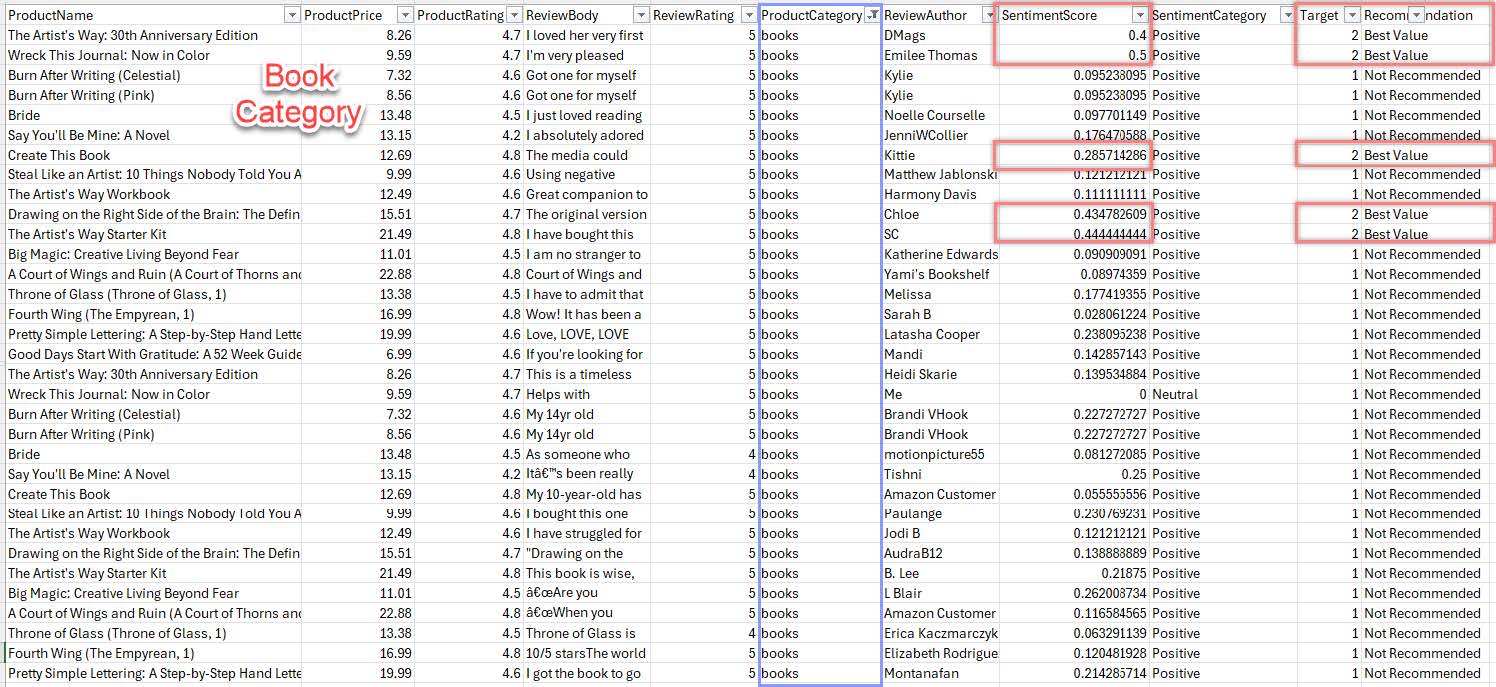 ProductName ProductPrice ProductRating ReviewBody ReviewRating ProductCategory ReviewAuthor SentimentScore SentimentCategory Target Recom ndation
The Artist's Way: 30th Anniversary Edition 8.26 4.7 I loved her very first 5 books DMags 0.4 Positive 2 Best Value
Wreck This Journal: Now in Color 9.59 4.7 I'm very pleased 5 books Emilee Thomas 0.5 Positive 2 Best Value
Burn After Writing (Celestial) 7.32 4.6 Got one for myself 5 books Kylie 0.095238095 Positive 1 Not Recommended
Burn After Writing (Pink) 8.56 4.6 Got one for myself 5 books Kylie 0.095238095 Positive 1 Not Recommended
Bride 13.48 4.5 I just loved reading 5 books Noelle Courselle 0.097701149 Positive 1 Not Recommended
Say You'll Be Mine: A Novel 13.15 4.2 I absolutely adored 5 books JenniWCollier 0.176470588 Positive 1 Not Recommended
Create This Book 12.69 4.8 The media could 5 books Kittie 0.285714286 Positive 2 Best Value
Steal Like an Artist: 10 Things Nobody Told You A 9.99 4.6 Using negative 5 books Matthew Jablonski 0.121212121 Positive 1 Not Recommended
The Artist's Way Workbook 12.49 4.6 Great companion to 5 books Harmony Davis 0.111111111 Positive 1 Not Recommended
Drawing on the Right Side of the Brain: The Defin 15.51 4.7 The original version 5 books Chloe 0.434782609 Positive 2 Best Value
The Artist's Way Starter Kit 21.49 4.8 I have bought this 5 books SC 0.444444444 Positive 2 Best Value
Big Magic: Creative Living Beyond Fear 11.01 4.5 I am no stranger to 5 books Katherine Edwards 0.090909091 Positive 1 Not Recommended
A Court of Wings and Ruin (A Court of Thorns and 22.88 4.8 Court of Wings and 5 books Yami's Bookshelf 0.08974359 Positive 1 Not Recommended
Throne of Glass (Throne of Glass, 1) 13.38 4.5 I have to admit that 5 books Melissa 0.177419355 Positive 1 Not Recommended
Fourth Wing (The Empyrean, 1) 16.99 4.8 Wow! It has been a 5 books Sarah B 0.028061224 Positive 1 Not Recommended
Pretty Simple Lettering: A Step-by-Step Hand Lette 19.99 4.6 Love, LOVE, LOVE 5 books Latasha Cooper 0.238095238 Positive 1 Not Recommended
Good Days Start With Gratitude: A 52 Week Guide 6.99 4.6 If you're looking for 5 books Mandi 0.142857143 Positive 1 Not Recommended
The Artist's Way: 30th Anniversary Edition 8.26 4.7 This is a timeless 5 books Heidi Skarie 0.139534884 Positive 1 Not Recommended
Wreck This Journal: Now in Color 9.59 4.7 Helps with 5 books Me 0 Neutral 1 Not Recommended
Burn After Writing (Celestial) 7.32 4.6 My 14yr old 5 books Brandi VHook 0.227272727 Positive 1 Not Recommended
Burn After Writing (Pink) 8.56 4.6 My 14yr old 5 books Brandi VHook 0.227272727 Positive 1 Not Recommended
Bride 13.48 4.5 As someone who 4 books motionpicture55 0.081272085 Positive 1 Not Recommended
Say You'll Be Mine: A Novel 13.15 4.2 Itâ€™s been really 4 books Tishni 0.25 Positive 1 Not Recommended
Create This Book 12.69 4.8 My 10-year-old has 5 books Amazon Customer 0.055555556 Positive 1 Not Recommended
Steal Like an Artist: 10 Things Nobody Told You A 9.99 4.6 I bought this one 5 books Paulange 0.230769231 Positive 1 Not Recommended
The Artist's Way Workbook 12.49 4.6 I have struggled for 5 books Jodi B 0.121212121 Positive 1 Not Recommended
Drawing on the Right Side of the Brain: The Defin 15.51 4.7 "Drawing on the 5 books AudraB12 0.138888889 Positive 1 Not Recommended
The Artist's Way Starter Kit 21.49 4.8 This book is wise, 5 books B. Lee 0.21875 Positive 1 Not Recommended
Big Magic: Creative Living Beyond Fear 11.01 4.5 â€œAre you 5 books L Blair 0.262008734 Positive 1 Not Recommended
A Court of Wings and Ruin (A Court of Thorns and 22.88 4.8 â€œWhen you 5 books Amazon Customer 0.116584565 Positive 1 Not Recommended
Throne of Glass (Throne of Glass, 1) 13.38 4.5 Throne of Glass is 4 books Erica Kaczmarczyk 0.063291139 Positive 1 Not Recommended
Fourth Wing (The Empyrean, 1) 16.99 4.8 10/5 starsThe world 5 books Elizabeth Rodrigue 0.120481928 Positive 1 Not Recommended
Pretty Simple Lettering: A Step-by-Step Hand Lette 19.99 4.6 I got the book to go 5 books Montanafan 0.214285714 Positive 1 Not Recommended
Book
Category